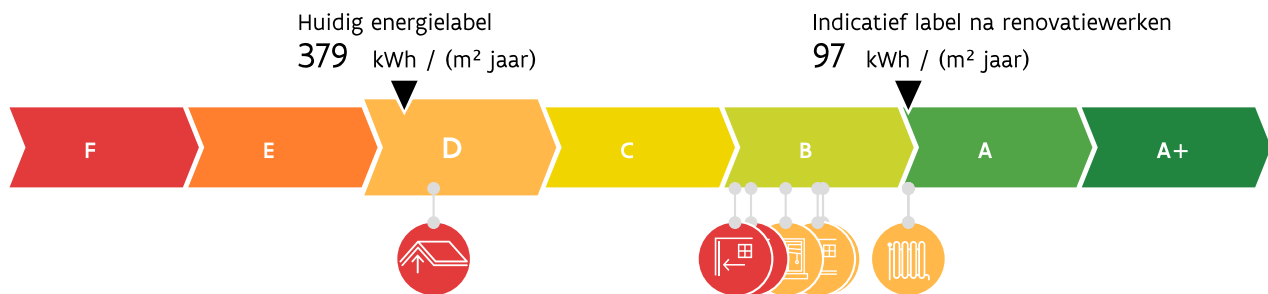 Huidig energielabel
379 kWh / (m² jaar)
Indicatief label na renovatiewerken
97 kWh / (m² jaar)
F E D C B A A+